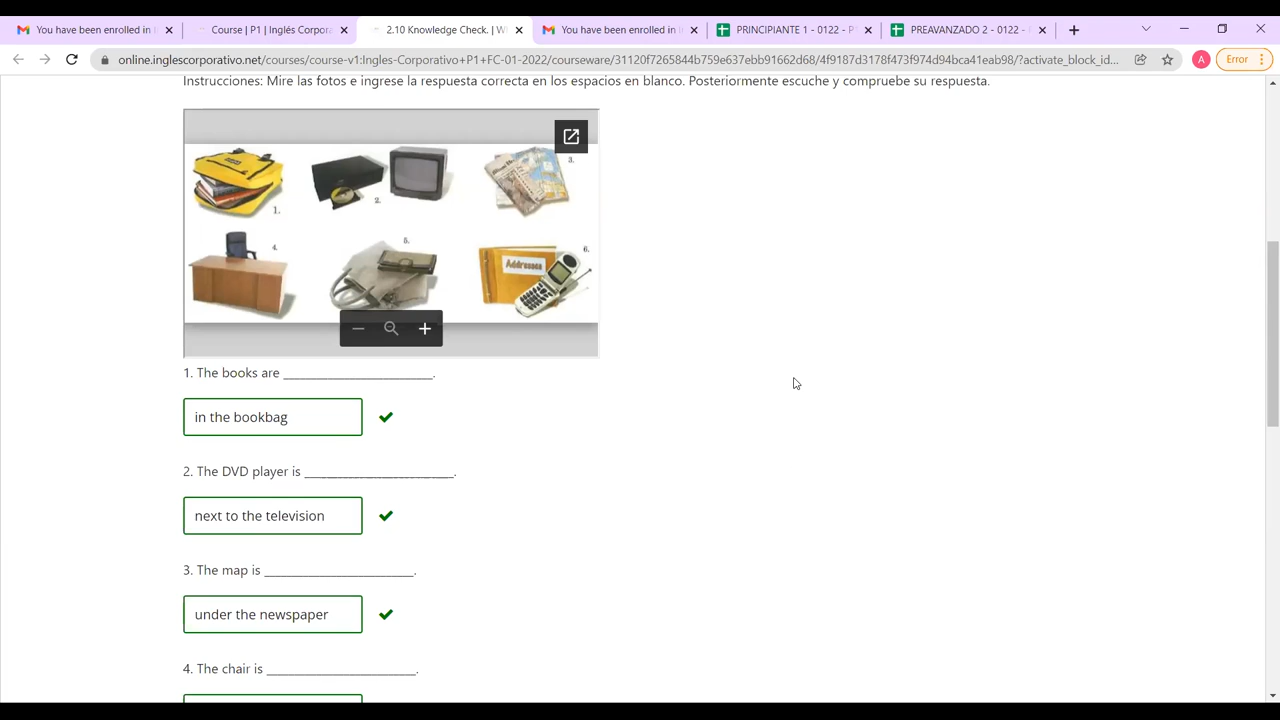 You have been enrolled in I
Course | P1 | Inglés Corpora
2.10 Knowledge Check. | W
You have been enrolled in I
PRINCIPIANTE 1 - 0122 - P
PREAVANZADO 2 - 0122 - A
online.inglescorporativo.net/courses/course-v1:Ingles-Corporativo+P1+FC-01-2022/courseware/31120f7265844b759e637ebb91662d68/4f9187d3178f473f974d94bca41eab98/?activate_block_id...
A
Error
Instrucciones: Mire las fotos e ingrese la respuesta correcta en los espacios en blanco. Posteriormente escuche y compruebe su respuesta.
1.
2.
3.
4.
5.
6.
Addresses
1. The books are _________________________.
in the bookbag
2. The DVD player is _________________________.
next to the television
3. The map is _________________________.
under the newspaper
4. The chair is _________________________.